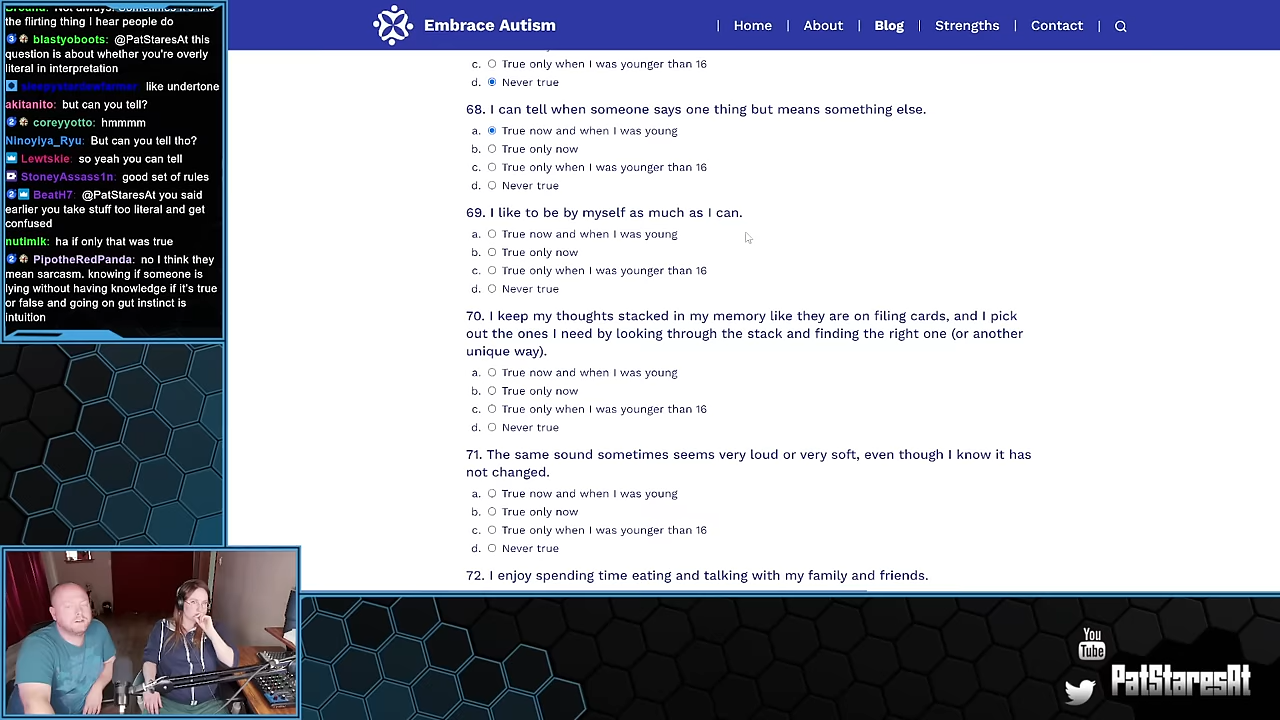 the flirting thing I hear people do
blastyoboots: @PatStaresAt this
question is about whether you're overly
literal in interpretation
like undertone
akitanito: but can you tell?
coreyyotto: hmmmm
Ninoyiya_Ryu: But can you tell tho?
Lewtskie: so yeah you can tell
StoneyAssass1n: good set of rules
BeatH7: @PatStaresAt you said
earlier you take stuff too literal and get
confused
nutimlk: ha if only that was true
PipotheRedPanda: no I think they
mean sarcasm. knowing if someone is
lying without having knowledge if it's true
or false and going on gut instinct is
intuition
Embrace Autism
| Home | About | Blog | Strengths | Contact |
c. True only when I was younger than 16
d. Never true
68. I can tell when someone says one thing but means something else.
a. True now and when I was young
b. True only now
c. True only when I was younger than 16
d. Never true
69. I like to be by myself as much as I can.
a. True now and when I was young
b. True only now
c. True only when I was younger than 16
d. Never true
70. I keep my thoughts stacked in my memory like they are on filing cards, and I pick
out the ones I need by looking through the stack and finding the right one (or another
unique way).
a. True now and when I was young
b. True only now
c. True only when I was younger than 16
d. Never true
71. The same sound sometimes seems very loud or very soft, even though I know it has
not changed.
a. True now and when I was young
b. True only now
c. True only when I was younger than 16
d. Never true
72. I enjoy spending time eating and talking with my family and friends.
You
Tube
PatStaresAt